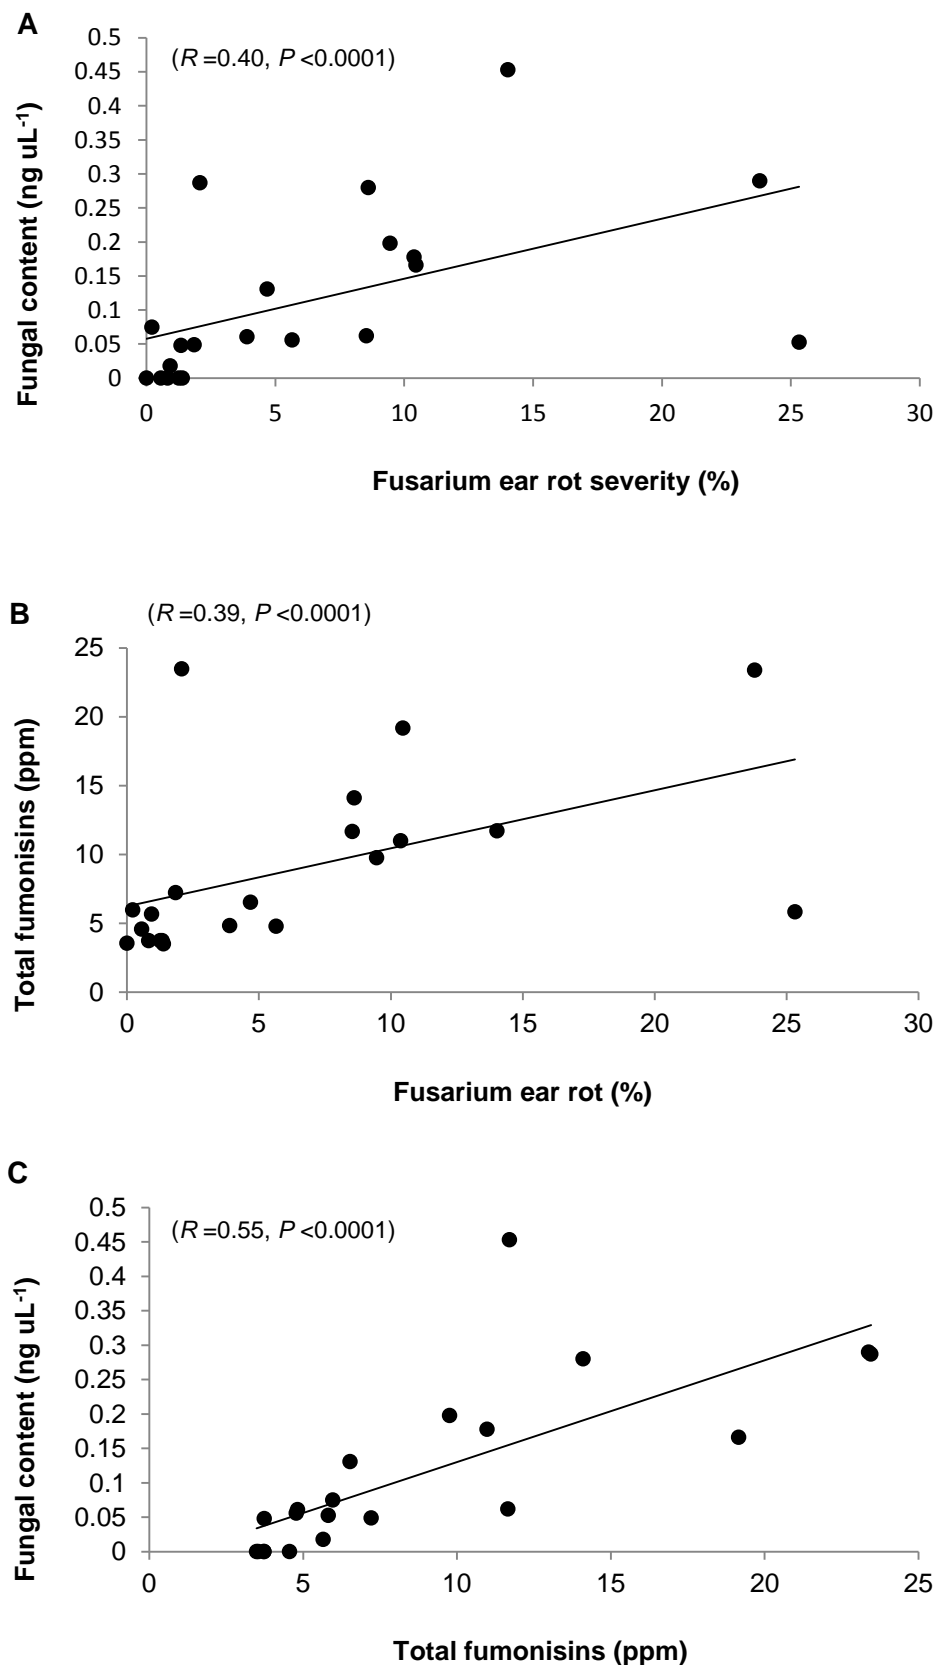 A
(R =0.40, P <0.0001)
0.5
0.45
0.4
0.35
0.3
0.25
0.2
0.15
0.1
0.05
0
Fungal content (ng uL⁻¹)
0 5 10 15 20 25 30
Fusarium ear rot severity (%)
B
(R =0.39, P <0.0001)
25
20
15
10
5
0
Total fumonisins (ppm)
0 5 10 15 20 25 30
Fusarium ear rot (%)
C
(R =0.55, P <0.0001)
0.5
0.45
0.4
0.35
0.3
0.25
0.2
0.15
0.1
0.05
0
Fungal content (ng uL⁻¹)
0 5 10 15 20 25
Total fumonisins (ppm)